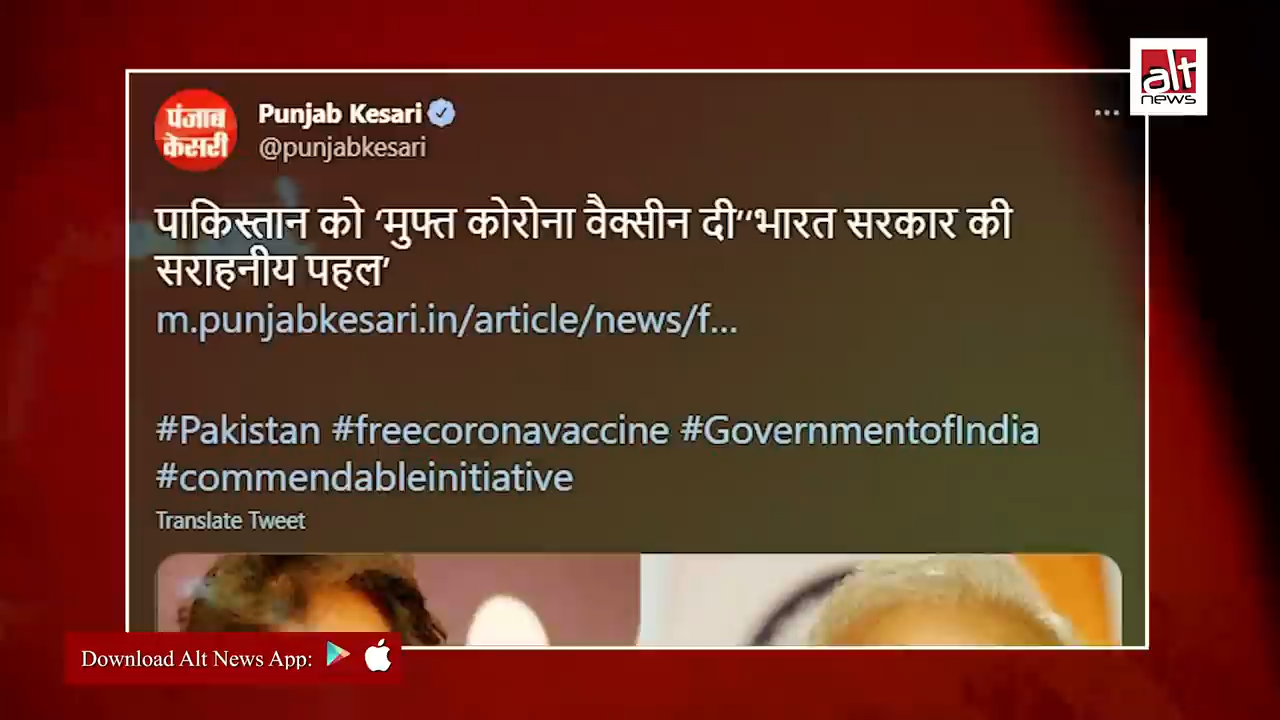 alt
news
पंजाब
केसरी
Punjab Kesari
@punjabkesari
पाकिस्तान को ‘मुफ्त कोरोना वैक्सीन दी’‘भारत सरकार की
सराहनीय पहल’
m.punjabkesari.in/article/news/f...
#Pakistan #freecoronavaccine #GovernmentofIndia
#commendableinitiative
Translate Tweet
Download Alt News App: